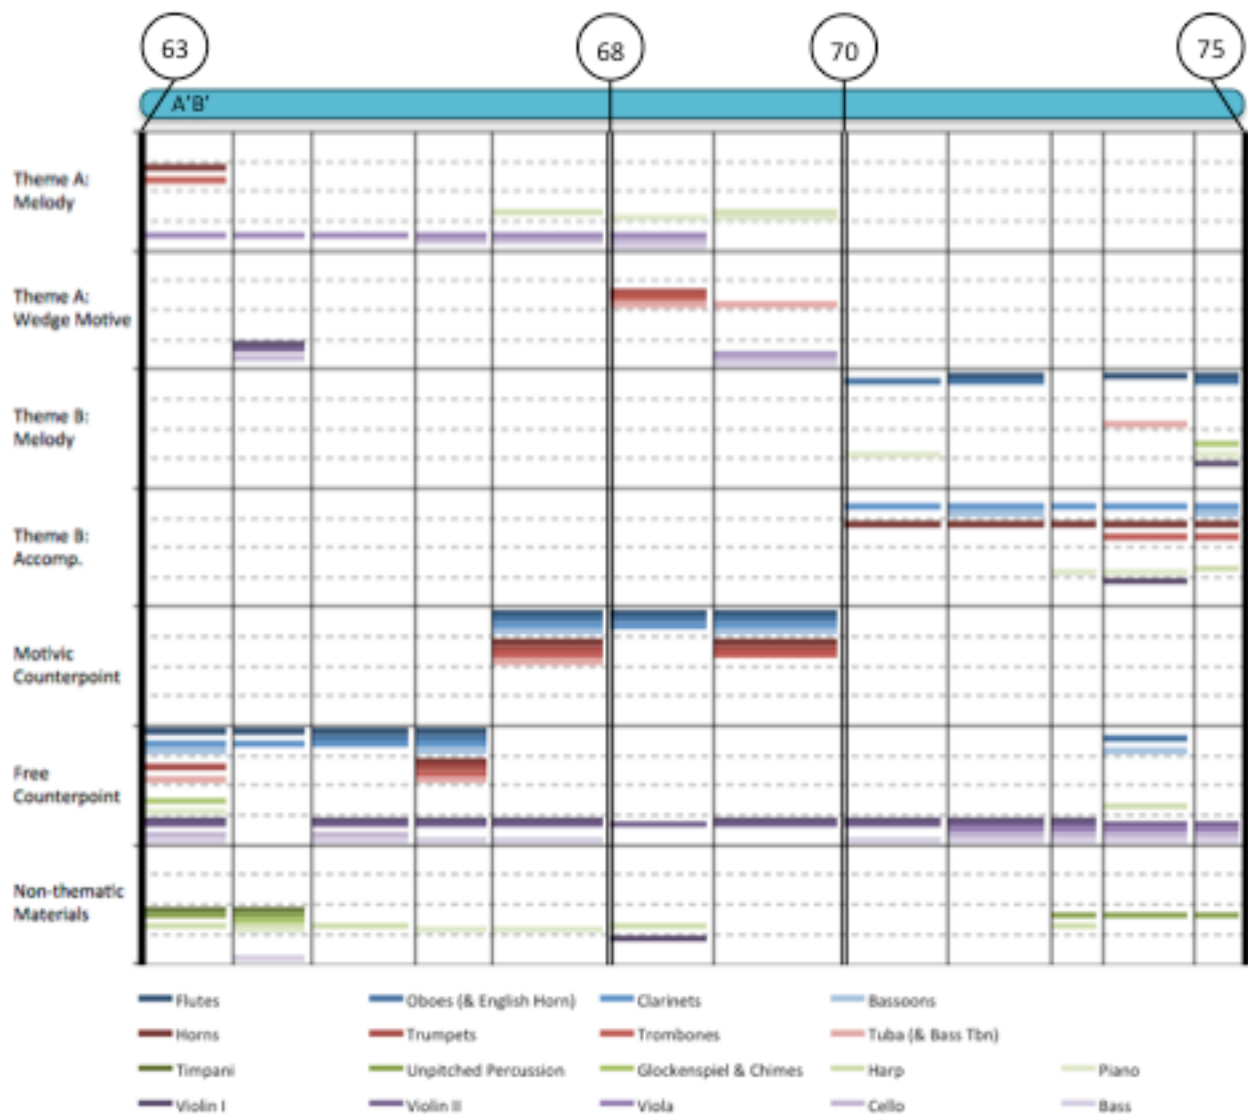 63 68 70 75
A'B'
Theme A:
Melody
Theme A:
Wedge Motive
Theme B:
Melody
Theme B:
Accomp.
Motivic
Counterpoint
Free
Counterpoint
Non-thematic
Materials
Flutes Oboes (& English Horn) Clarinets Bassoons
Horns Trumpets Trombones Tuba (& Bass Tbn)
Timpani Unpitched Percussion Glockenspiel & Chimes Harp Piano
Violin I Violin II Viola Cello Bass